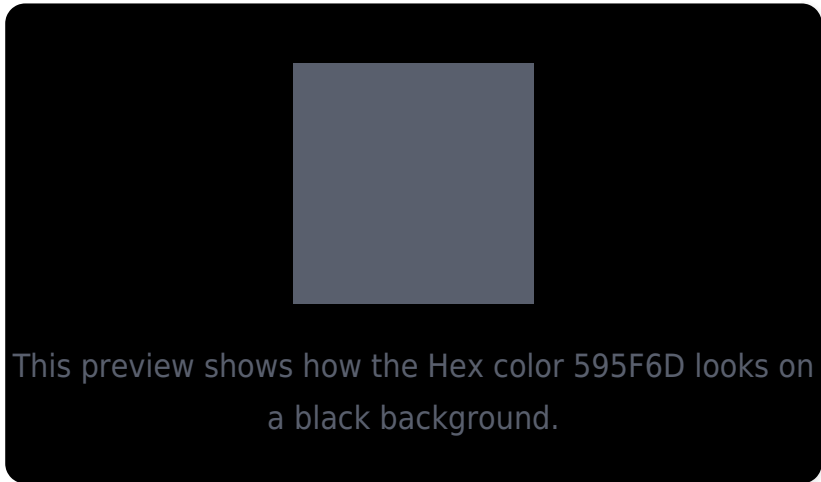 This preview shows how the Hex color 595F6D looks on
a black background.